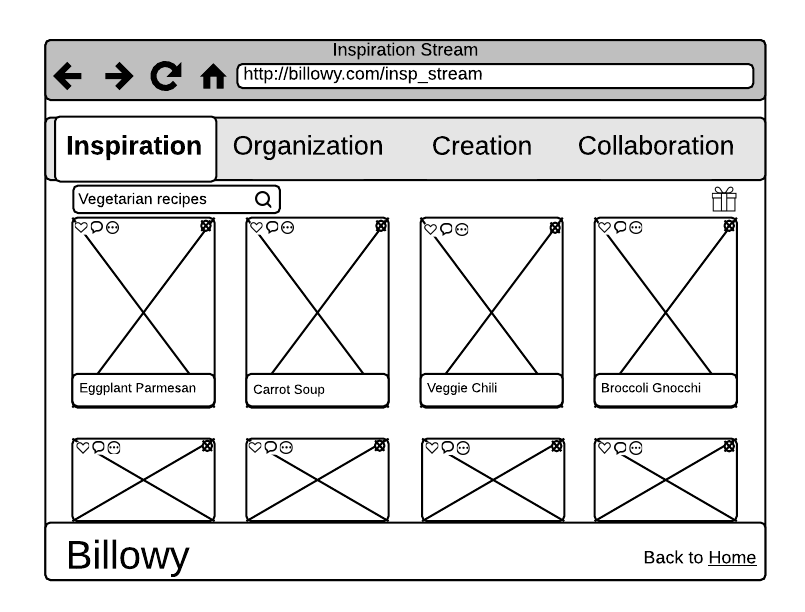 Inspiration Stream
http://billowy.com/insp_stream
Inspiration Organization Creation Collaboration
Vegetarian recipes
Eggplant Parmesan Carrot Soup Veggie Chili Broccoli Gnocchi
Billowy
Back to Home